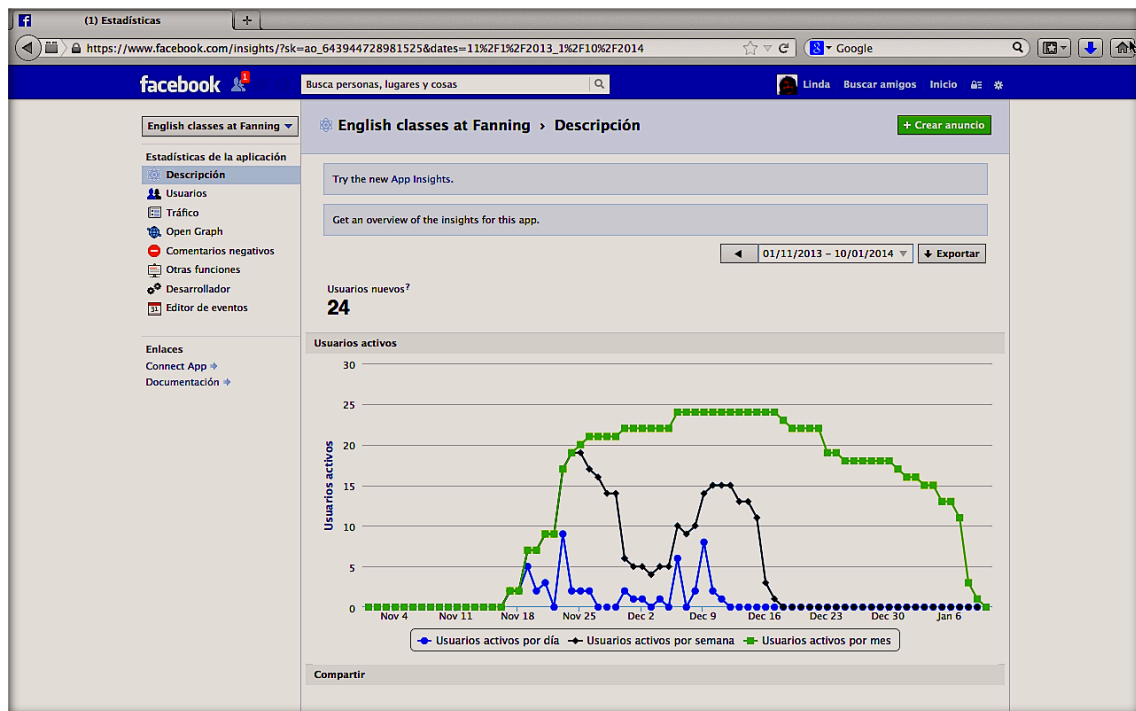 (1) Estadísticas
https://www.facebook.com/insights/?sk=ao_643944728981525&dates=11%2F1%2F2013_1%2F10%2F2014
Google
facebook
1
Busca personas, lugares y cosas
Linda Buscar amigos Inicio
English classes at Fanning
English classes at Fanning › Descripción
+ Crear anuncio
Estadísticas de la aplicación
Descripción
Usuarios
Tráfico
Open Graph
Comentarios negativos
Otras funciones
Desarrollador
31 Editor de eventos
Enlaces
Connect App
Documentación
Try the new App Insights.
Get an overview of the insights for this app.
01/11/2013 - 10/01/2014
Exportar
Usuarios nuevos?
24
Usuarios activos
30
25
20
15
10
5
0
Usuarios activos
Nov 4 Nov 11 Nov 18 Nov 25 Dec 2 Dec 9 Dec 16 Dec 23 Dec 30 Jan 6
Usuarios activos por día Usuarios activos por semana Usuarios activos por mes
Compartir